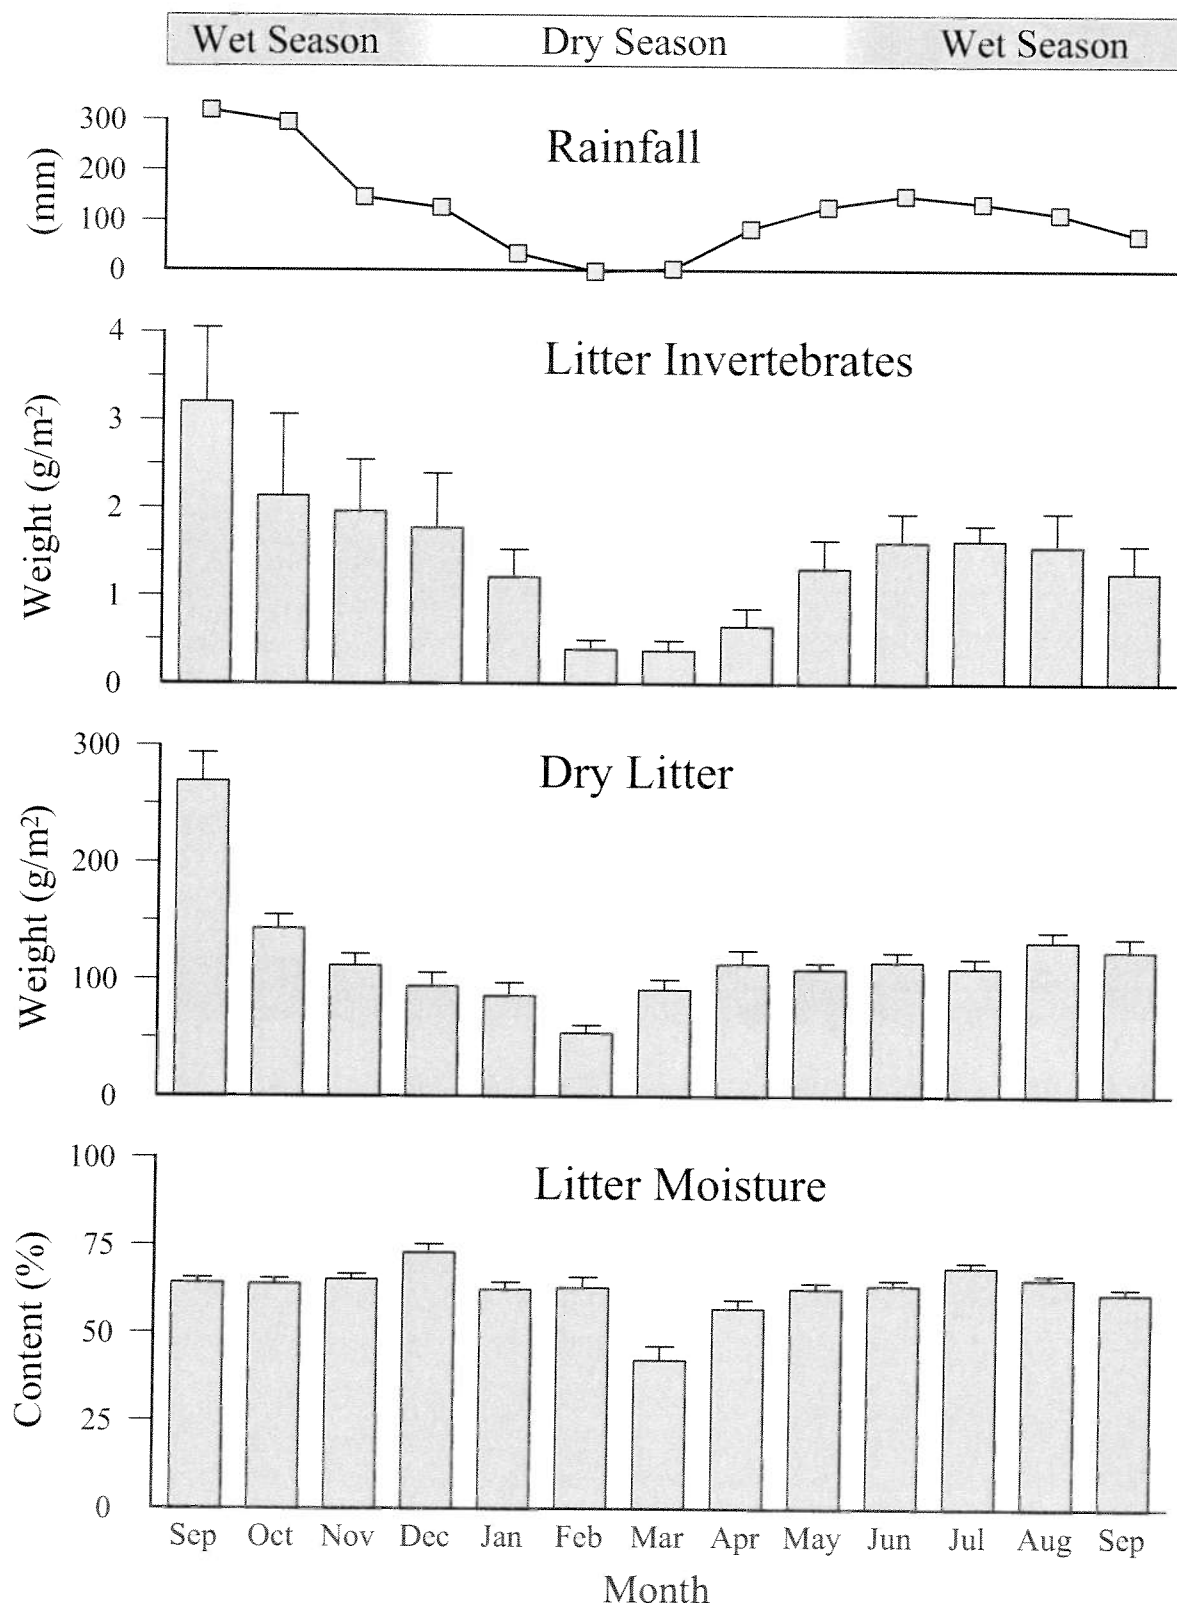 Wet Season Dry Season Wet Season
Rainfall
(mm)
300
200
100
0
Litter Invertebrates
Weight (g/m²)
4
3
2
1
0
Dry Litter
Weight (g/m²)
300
200
100
0
Litter Moisture
Content (%)
100
75
50
25
0
Sep Oct Nov Dec Jan Feb Mar Apr May Jun Jul Aug Sep
Month